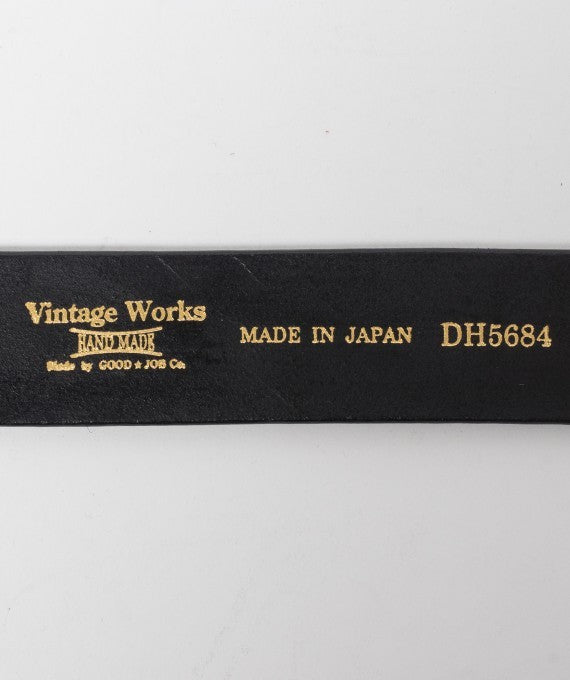 Vintage Works
HAND MADE
Made by GOOD★JOB Co.
MADE IN JAPAN
DH5684